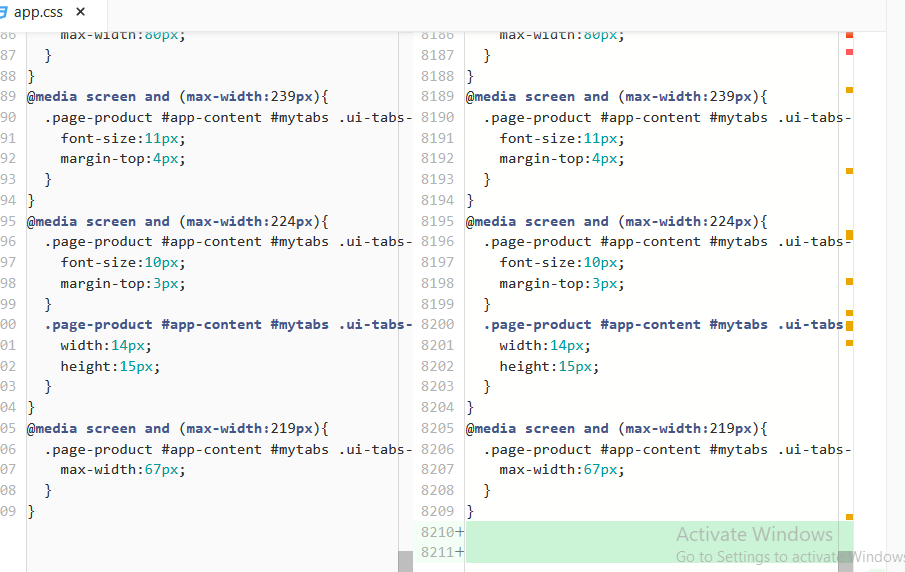 app.css ×
86 max-width:80px; 8186 max-width:80px;
87 } 8187 }
88 } 8188 }
89 @media screen and (max-width:239px){ 8189 @media screen and (max-width:239px){
90 .page-product #app-content #mytabs .ui-tabs- 8190 .page-product #app-content #mytabs .ui-tabs-
91 font-size:11px; 8191 font-size:11px;
92 margin-top:4px; 8192 margin-top:4px;
93 } 8193 }
94 } 8194 }
95 @media screen and (max-width:224px){ 8195 @media screen and (max-width:224px){
96 .page-product #app-content #mytabs .ui-tabs- 8196 .page-product #app-content #mytabs .ui-tabs-
97 font-size:10px; 8197 font-size:10px;
98 margin-top:3px; 8198 margin-top:3px;
99 } 8199 }
00 .page-product #app-content #mytabs .ui-tabs- 8200 .page-product #app-content #mytabs .ui-tabs
01 width:14px; 8201 width:14px;
02 height:15px; 8202 height:15px;
03 } 8203 }
04 } 8204 }
05 @media screen and (max-width:219px){ 8205 @media screen and (max-width:219px){
06 .page-product #app-content #mytabs .ui-tabs- 8206 .page-product #app-content #mytabs .ui-tabs-
07 max-width:67px; 8207 max-width:67px;
08 } 8208 }
09 } 8209 }
8210+ Activate Windows
8211+ Go to Settings to activate Windows